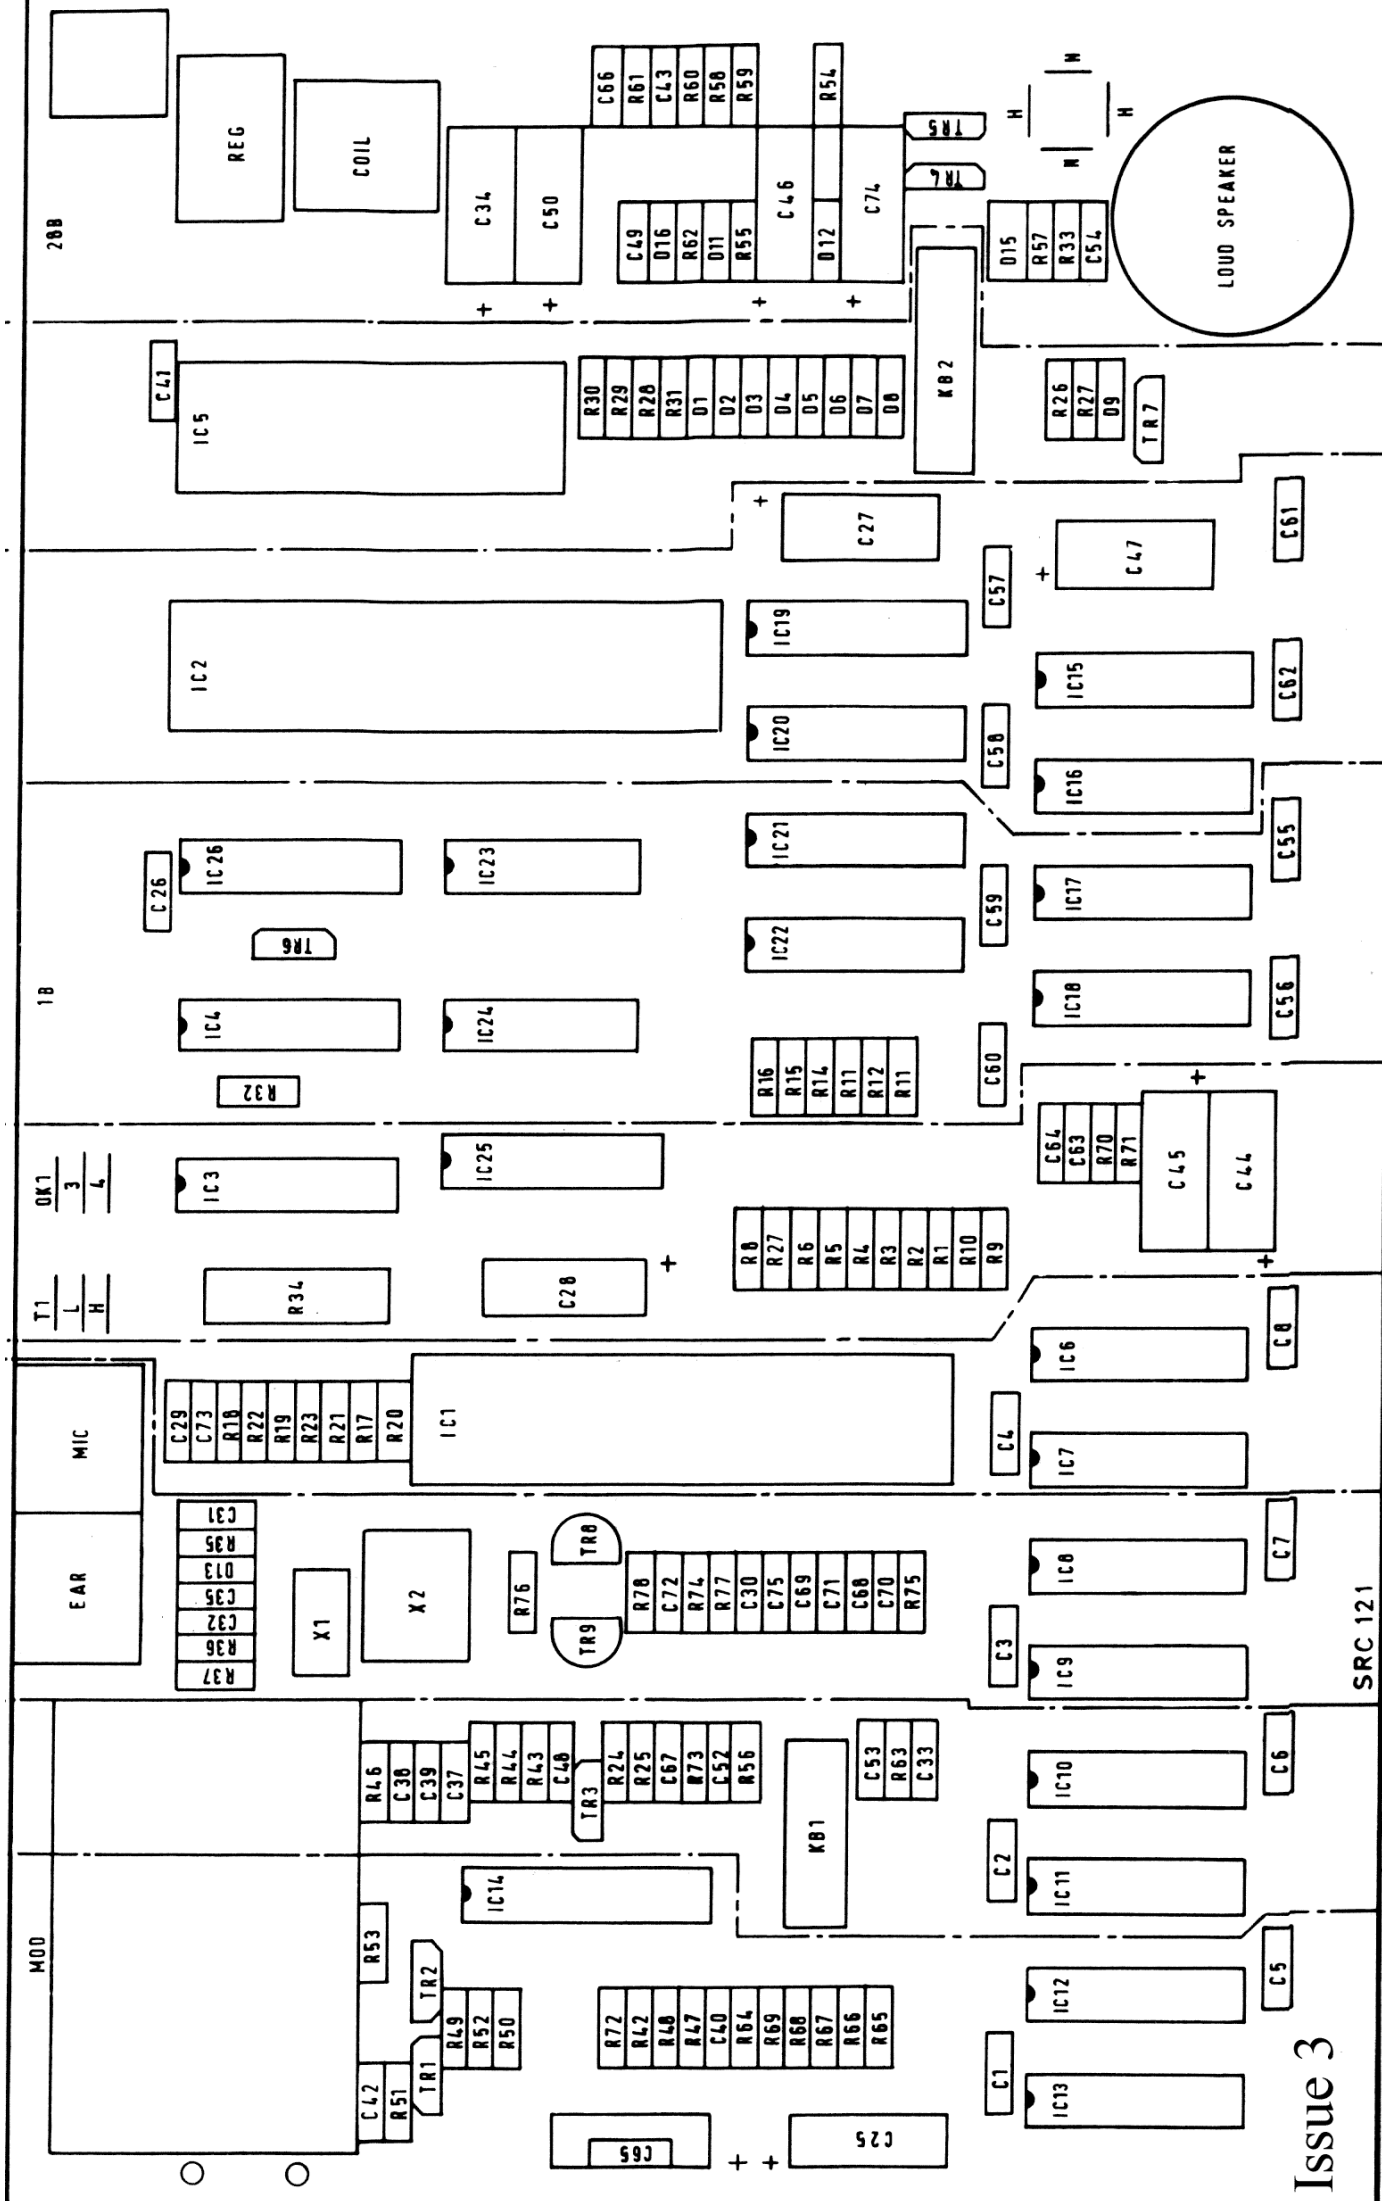 28B
REG
COIL
C34
C50
C66
R61
C43
R60
R58
R59
R54
C49
D16
R62
D11
R55
C46
D12
C74
TR5
TR4
H
H
N
N
D15
R57
R33
C54
LOUD SPEAKER
+
+
+
+
C41
IC5
R30
R29
R28
R31
D1
D2
D3
D4
D5
D6
D7
D8
KB2
R26
R27
D9
TR7
+
C27
C57
+
C47
C61
IC2
IC19
IC20
C58
IC15
IC16
C62
1B
C26
IC26
IC23
TR6
IC4
IC24
R32
IC21
IC22
C59
IC17
IC18
C55
C56
R16
R15
R14
R11
R12
R11
C60
QK1
3
4
IC3
IC25
T1
L
H
R34
C28
+
R8
R27
R6
R5
R4
R3
R2
R1
R10
R9
C64
C63
R70
R71
C45
C44
+
+
MIC
C29
C73
R18
R22
R19
R23
R21
R17
R20
IC1
C4
IC6
IC7
C8
EAR
C31
R35
D13
C35
C32
R36
R37
X1
X2
R76
TR8
TR9
R78
C72
R74
R77
C30
C75
C69
C71
C68
C70
R75
C3
IC8
IC9
C7
SRC 121
MOD
R46
C38
C39
C37
R45
R44
R43
C48
TR3
R24
R25
C67
R73
C52
R56
KB1
C53
R63
C33
C2
IC10
IC11
C6
R53
IC14
TR2
TR1
R49
R52
R50
C42
R51
R72
R42
R48
R47
C40
R64
R69
R68
R67
R66
R65
C65
+
+
C25
C1
IC12
IC13
C5
Issue 3